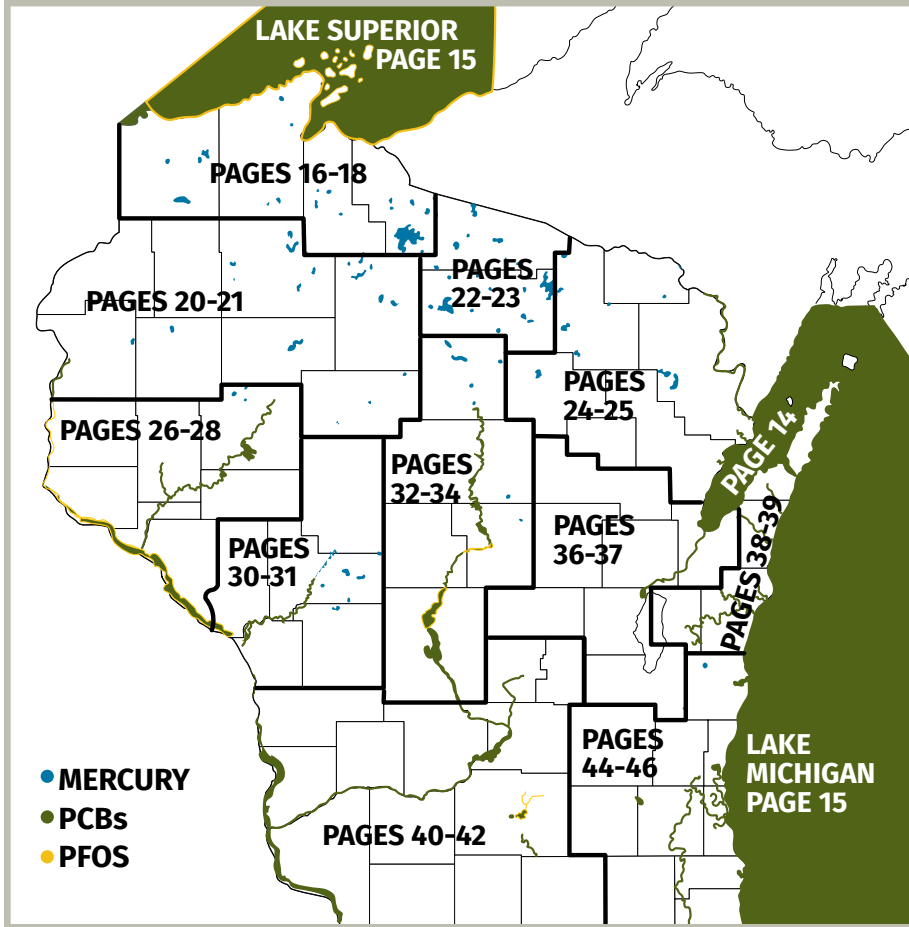 LAKE SUPERIOR
PAGE 15
PAGES 16-18
PAGES 20-21
PAGES
22-23
PAGES
24-25
PAGE 14
PAGES 26-28
PAGES
32-34
PAGES
30-31
PAGES
36-37
PAGES 38-39
PAGES
44-46
LAKE
MICHIGAN
PAGE 15
PAGES 40-42
MERCURY
PCBs
PFOS